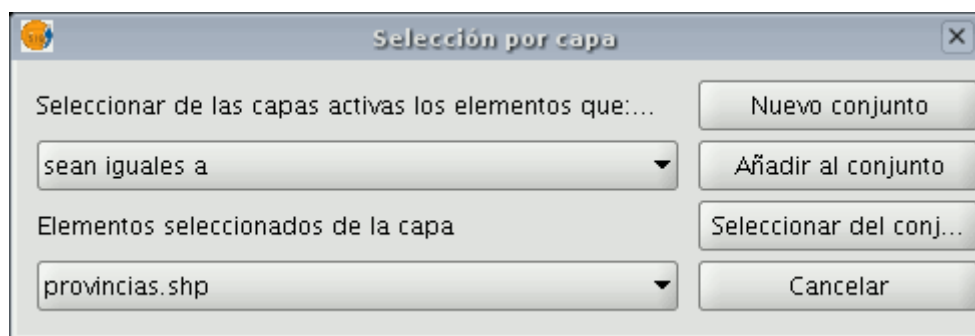 Selección por capa
Seleccionar de las capas activas los elementos que:...
Nuevo conjunto
sean iguales a
Añadir al conjunto
Elementos seleccionados de la capa
Seleccionar del conj...
provincias.shp
Cancelar